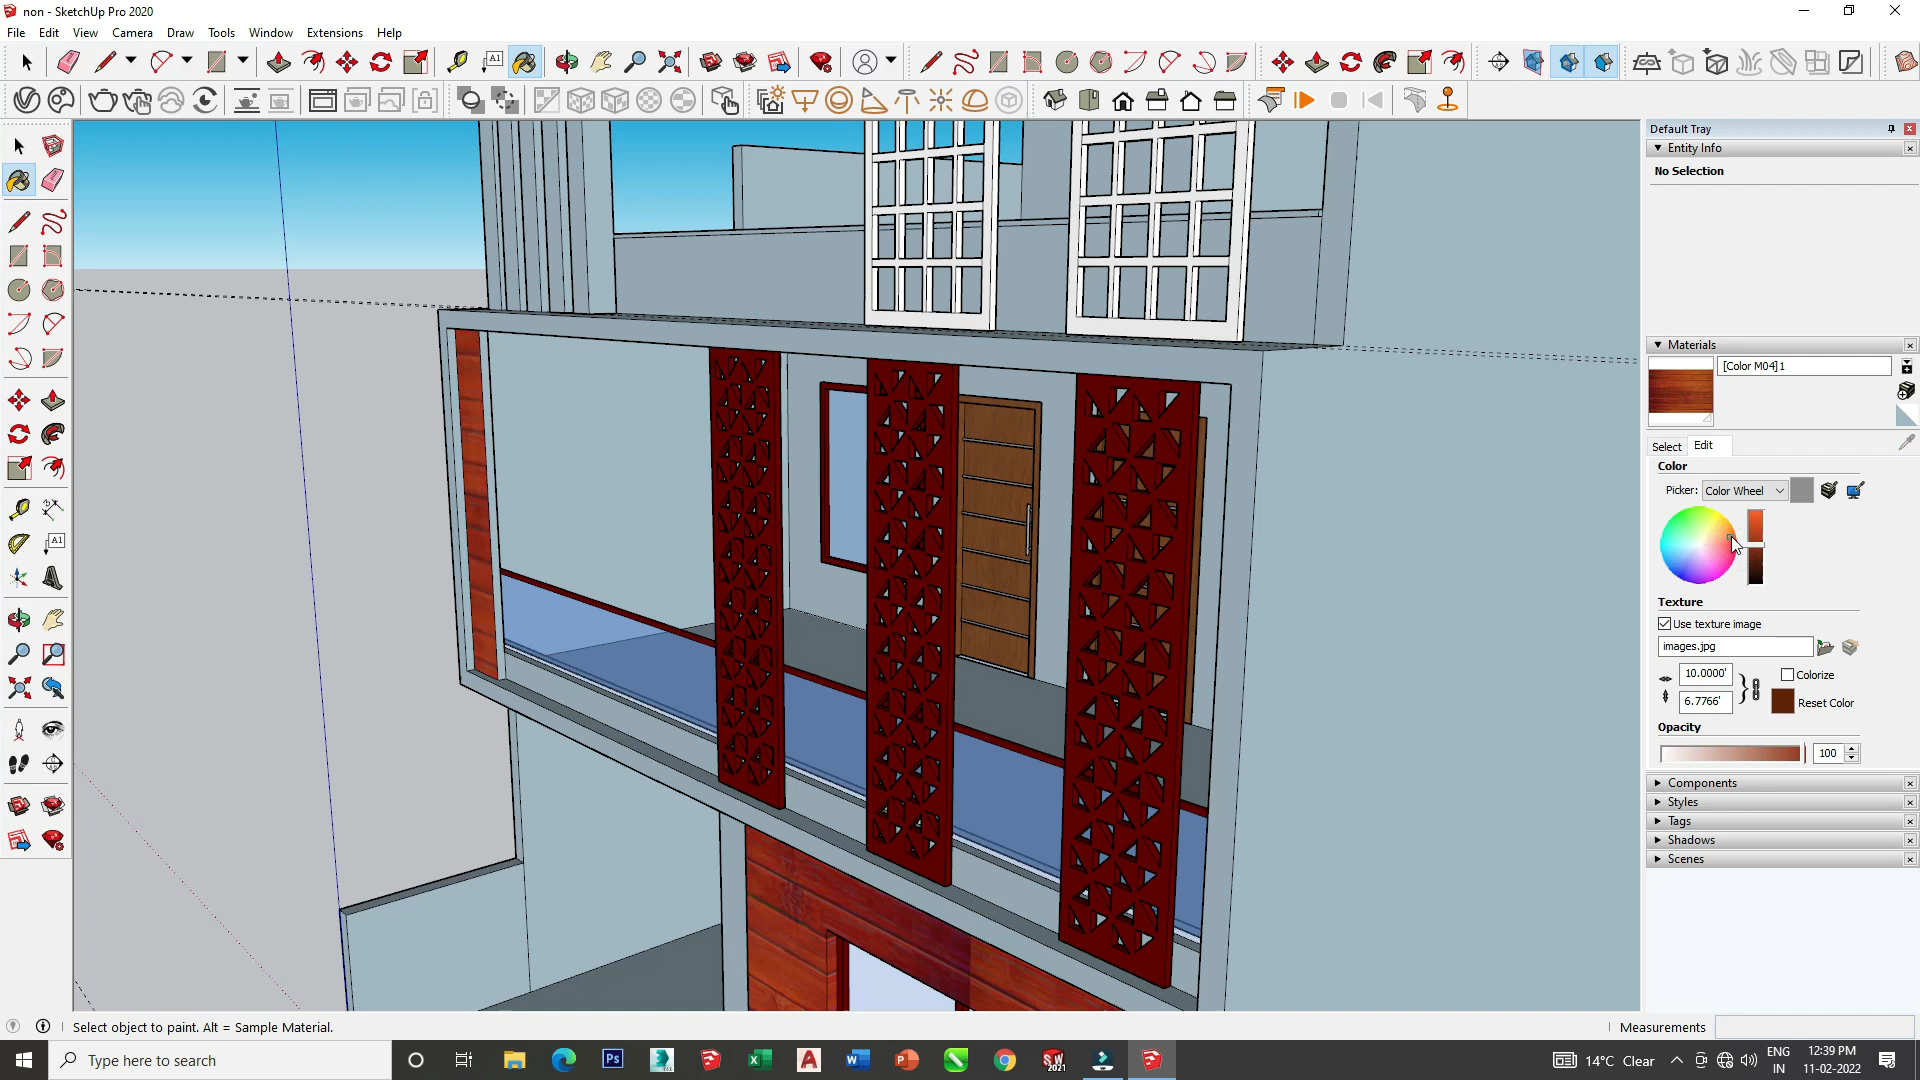 non - SketchUp Pro 2020
File Edit View Camera Draw Tools Window Extensions Help
A1
Default Tray
Entity Info
No Selection
Materials
[Color M04]1
Select Edit
Color
Picker: Color Wheel
Texture
Use texture image
images.jpg
10.0000'
Colorize
6.7766'
Reset Color
Opacity
100
Components
Styles
Tags
Shadows
Scenes
A1
Select object to paint. Alt = Sample Material.
Measurements
Type here to search
14°C Clear
ENG
IN
12:39 PM
11-02-2022